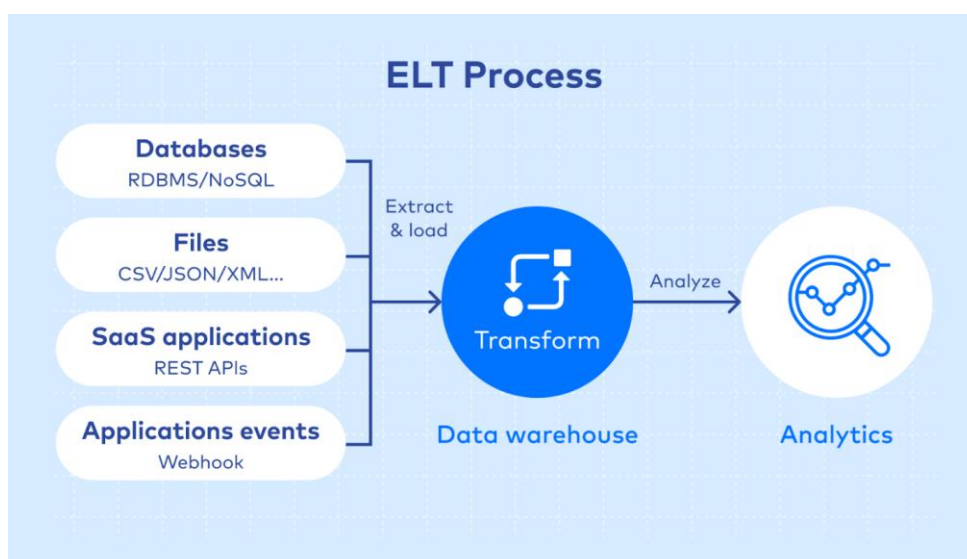 ELT Process
Databases
RDBMS/NoSQL
Files
CSV/JSON/XML...
SaaS applications
REST APIs
Applications events
Webhook
Extract
& load
Transform
Data warehouse
Analyze
Analytics